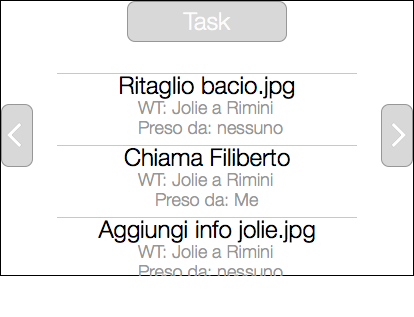 Task
Ritaglio bacio.jpg
WT: Jolie a Rimini
Preso da: nessuno
Chiama Filiberto
WT: Jolie a Rimini
Preso da: Me
Aggiungi info jolie.jpg
WT: Jolie a Rimini
Preso da: nessuno